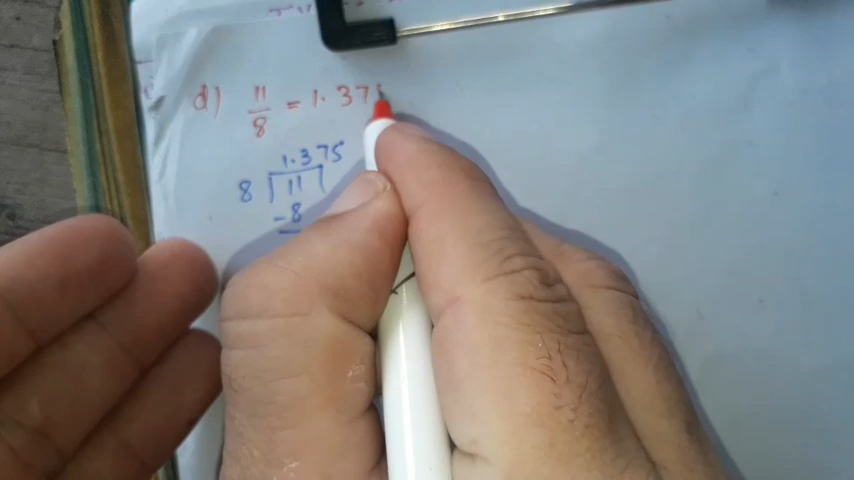 d) 11/8 = 1.37
1.375
8 ) 11
-8